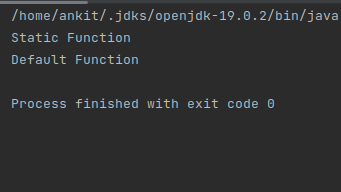 /home/ankit/.jdks/openjdk-19.0.2/bin/java
Static Function
Default Function
Process finished with exit code 0